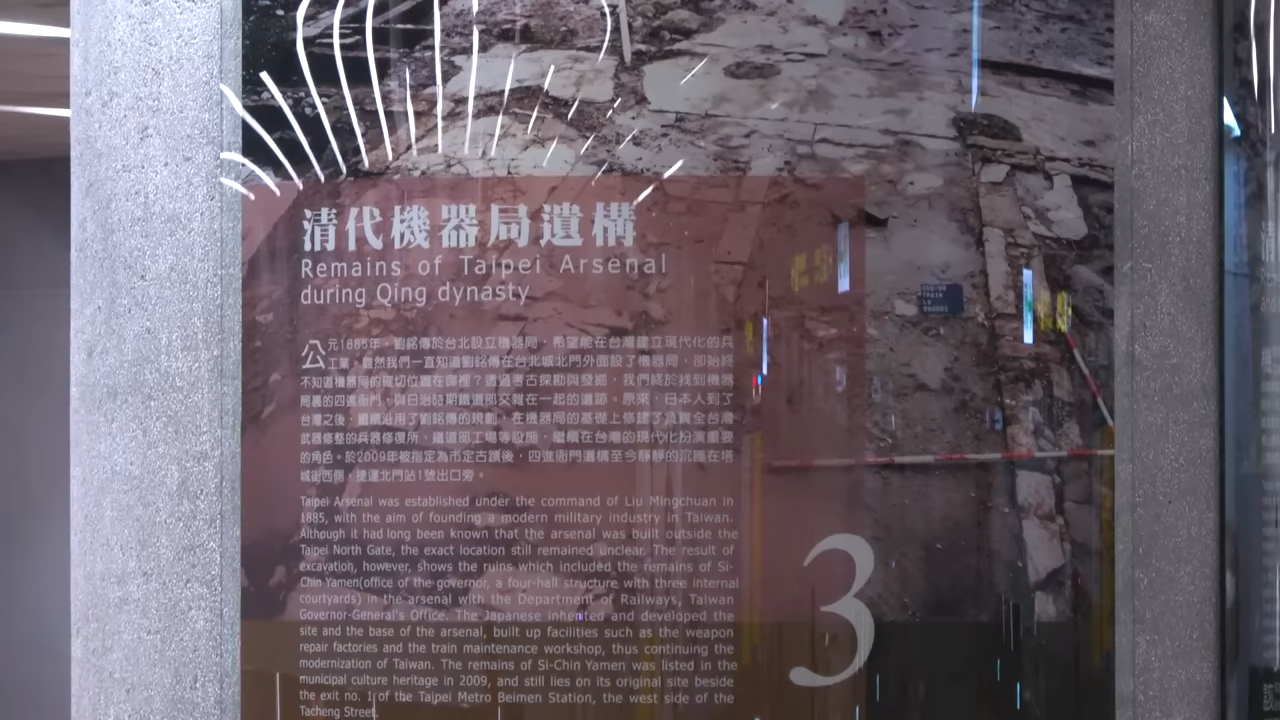 清代機器局遺構
Remains of Taipei Arsenal
during Qing dynasty
公元1885年，劉銘傳於台北設立機器局，希望能在台灣建立現代化的兵
工業。雖然我們一直知道劉銘傳在台北城北門外面設了機器局，卻始終
不知道機器局的確切位置在哪裡？透過考古探勘與發掘，我們終於找到機器
局裏的四進衙門，與日治時期鐵道部交雜在一起的遺跡。原來，日本人到了
台灣之後，繼續沿用了劉銘傳的規劃，在機器局的基礎上修建了負責全台灣
武器修整的兵器修復所、鐵道部工場等設施，繼續在台灣的現代化扮演重要
的角色。於2009年被指定為市定古蹟後，四進衙門遺構至今靜靜的沉睡在塔
城街西側，捷運北門站1號出口旁。
Taipei Arsenal was established under the command of Liu Mingchuan in
1885, with the aim of founding a modern military industry in Taiwan.
Although it had long been known that the arsenal was built outside the
Taipei North Gate, the exact location still remained unclear. The result of
excavation, however, shows the ruins which included the remains of Si-
Chin Yamen(office of the governor, a four-hall structure with three internal
courtyards) in the arsenal with the Department of Railways, Taiwan
Governor-General's Office. The Japanese inherited and developed the
site and the base of the arsenal, built up facilities such as the weapon
repair factories and the train maintenance workshop, thus continuing the
modernization of Taiwan. The remains of Si-Chin Yamen was listed in the
municipal culture heritage in 2009, and still lies on its original site beside
the exit no. 1 of the Taipei Metro Beimen Station, the west side of the
Tacheng Street.
3